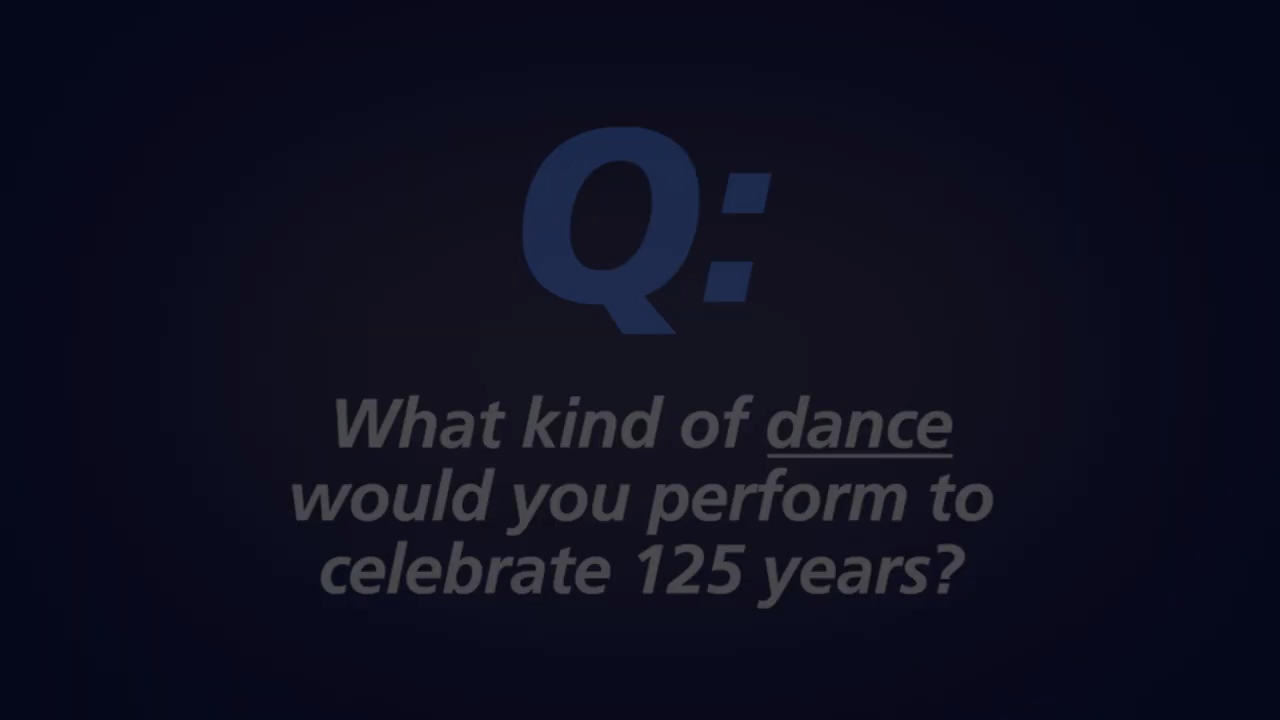 Q:
What kind of dance
would you perform to
celebrate 125 years?